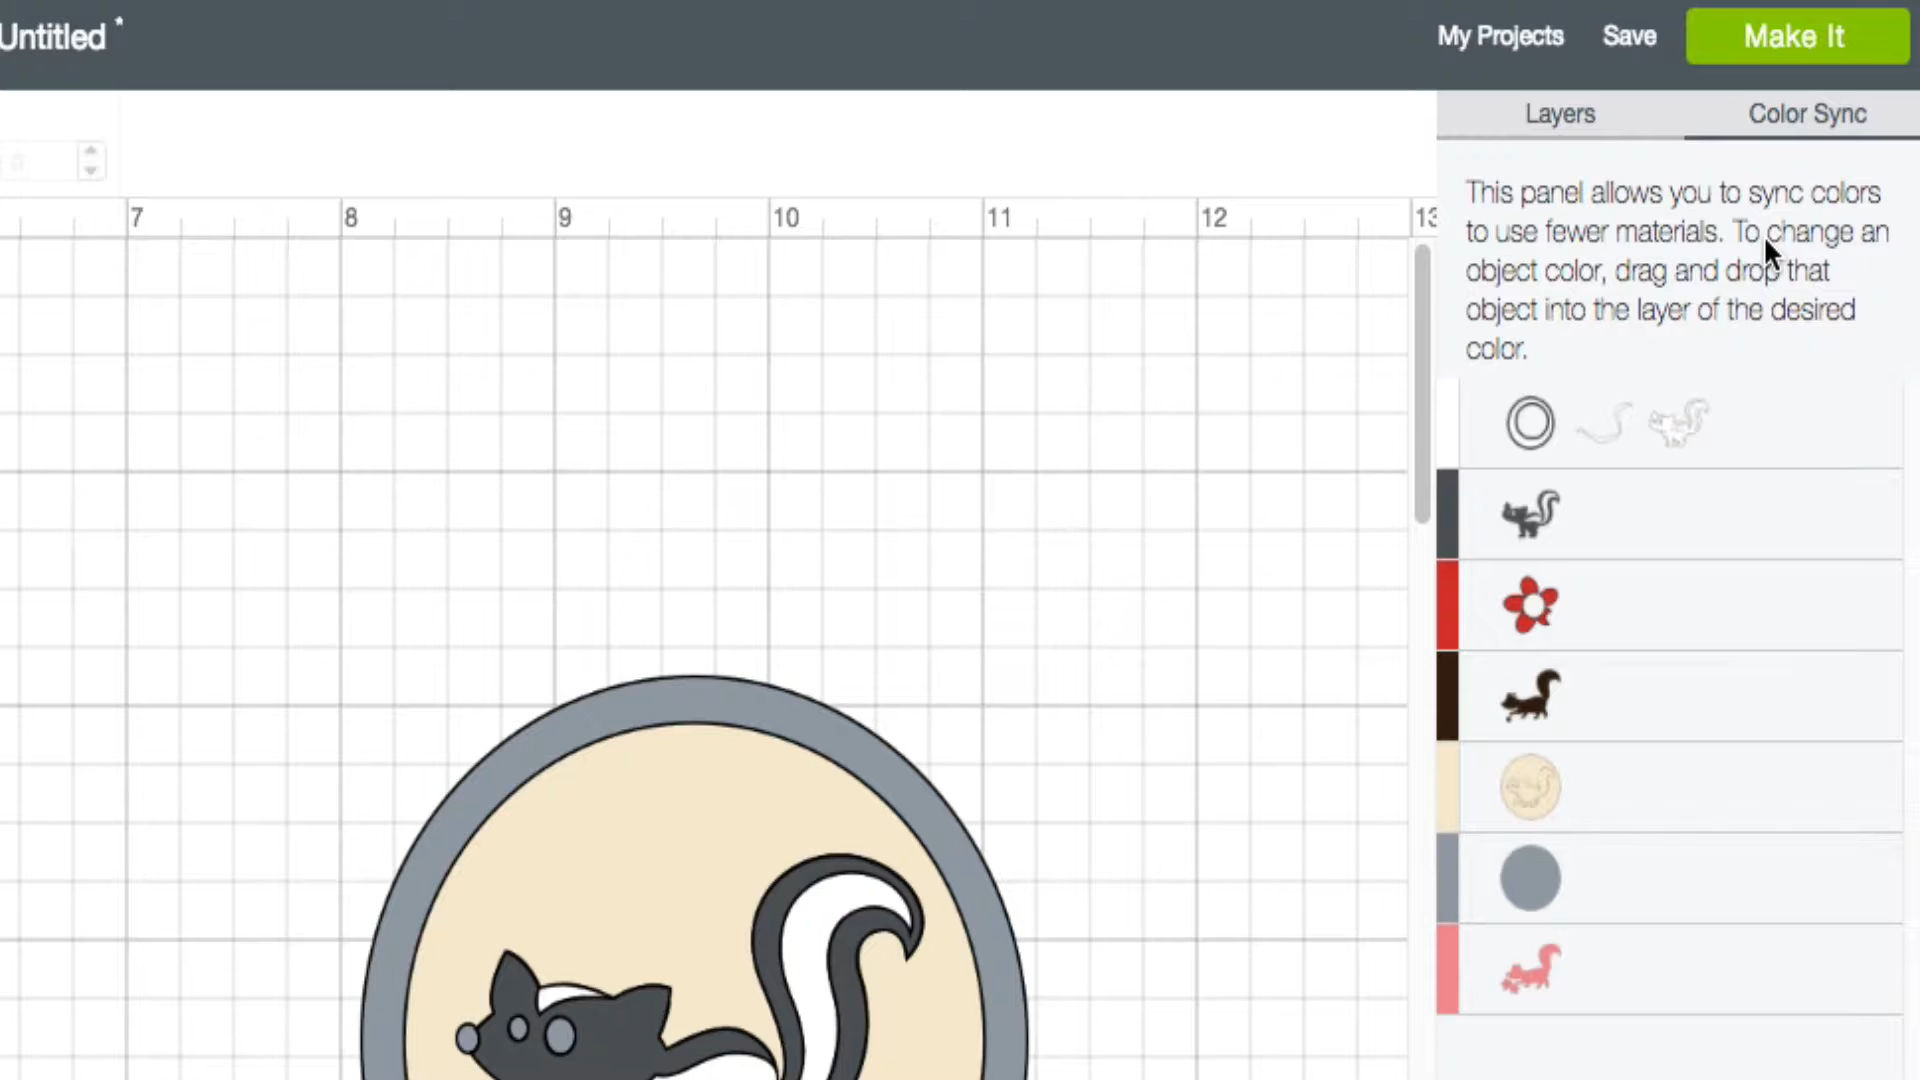 Untitled *
My Projects
Save
Make It
Layers
Color Sync
7
8
9
10
11
12
13
This panel allows you to sync colors
to use fewer materials. To change an
object color, drag and drop that
object into the layer of the desired
color.